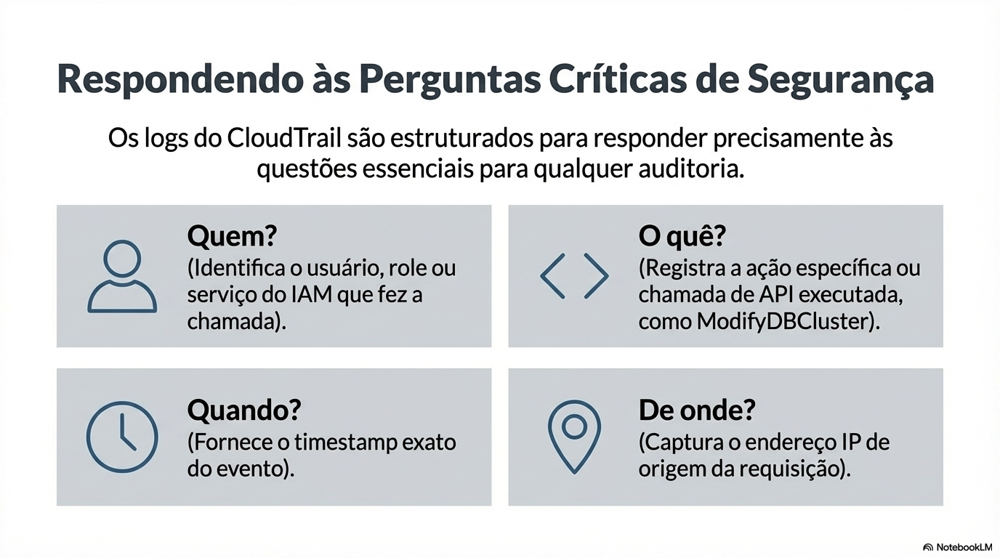 Respondendo às Perguntas Críticas de Segurança
Os logs do CloudTrail são estruturados para responder precisamente às
questões essenciais para qualquer auditoria.
Quem?
(Identifica o usuário, role ou
serviço do IAM que fez a
chamada).
O quê?
(Registra a ação específica ou
chamada de API executada,
como ModifyDBCluster).
Quando?
(Fornece o timestamp exato
do evento).
De onde?
(Captura o endereço IP de
origem da requisição).
NotebookLM